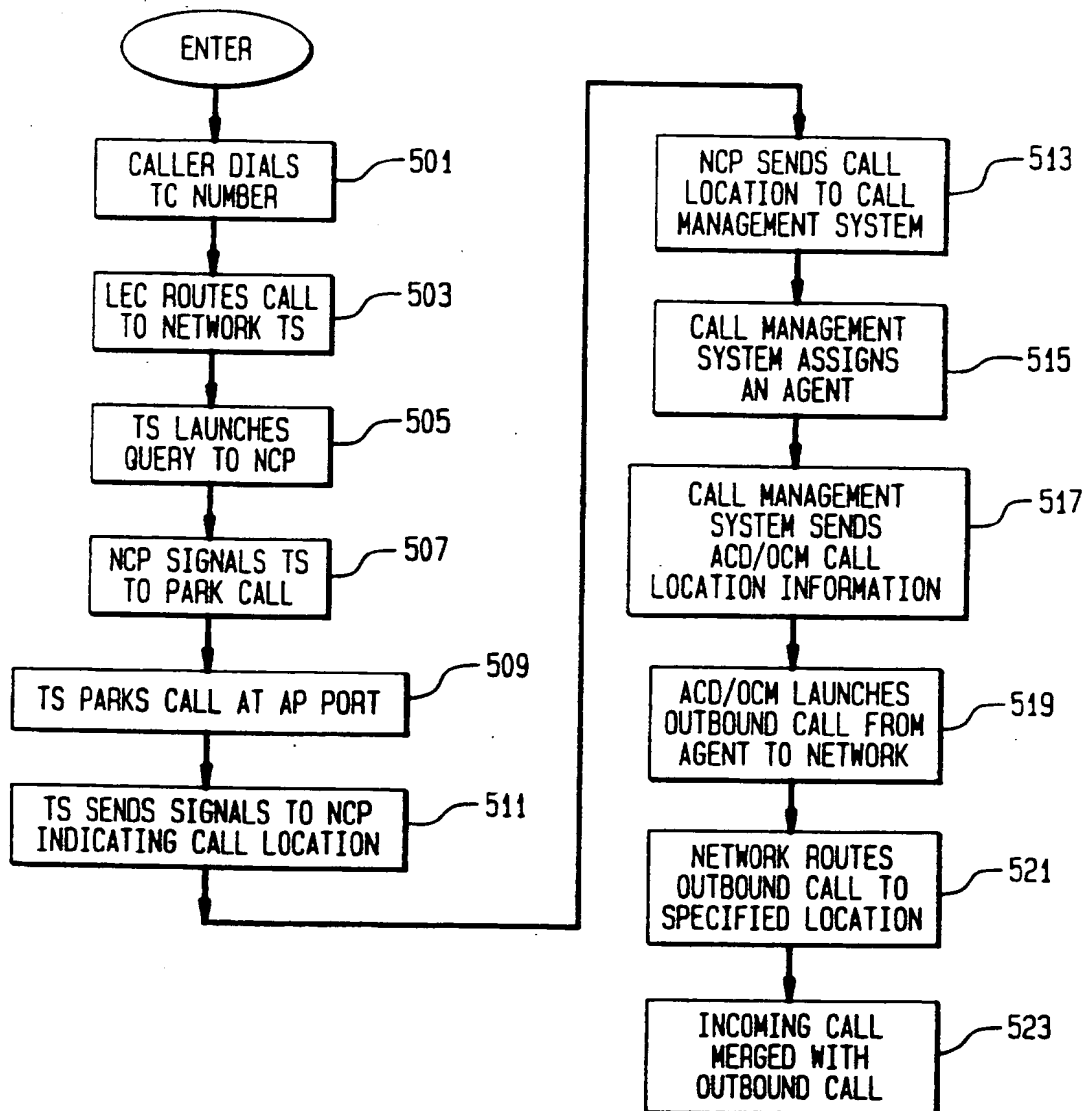 ENTER
CALLER DIALS
TC NUMBER
501
LEC ROUTES CALL
TO NETWORK TS
503
TS LAUNCHES
QUERY TO NCP
505
NCP SIGNALS TS
TO PARK CALL
507
TS PARKS CALL AT AP PORT
509
TS SENDS SIGNALS TO NCP
INDICATING CALL LOCATION
511
NCP SENDS CALL
LOCATION TO CALL
MANAGEMENT SYSTEM
513
CALL MANAGEMENT
SYSTEM ASSIGNS
AN AGENT
515
CALL MANAGEMENT
SYSTEM SENDS
ACD/OCM CALL
LOCATION INFORMATION
517
ACD/OCM LAUNCHES
OUTBOUND CALL FROM
AGENT TO NETWORK
519
NETWORK ROUTES
OUTBOUND CALL TO
SPECIFIED LOCATION
521
INCOMING CALL
MERGED WITH
OUTBOUND CALL
523